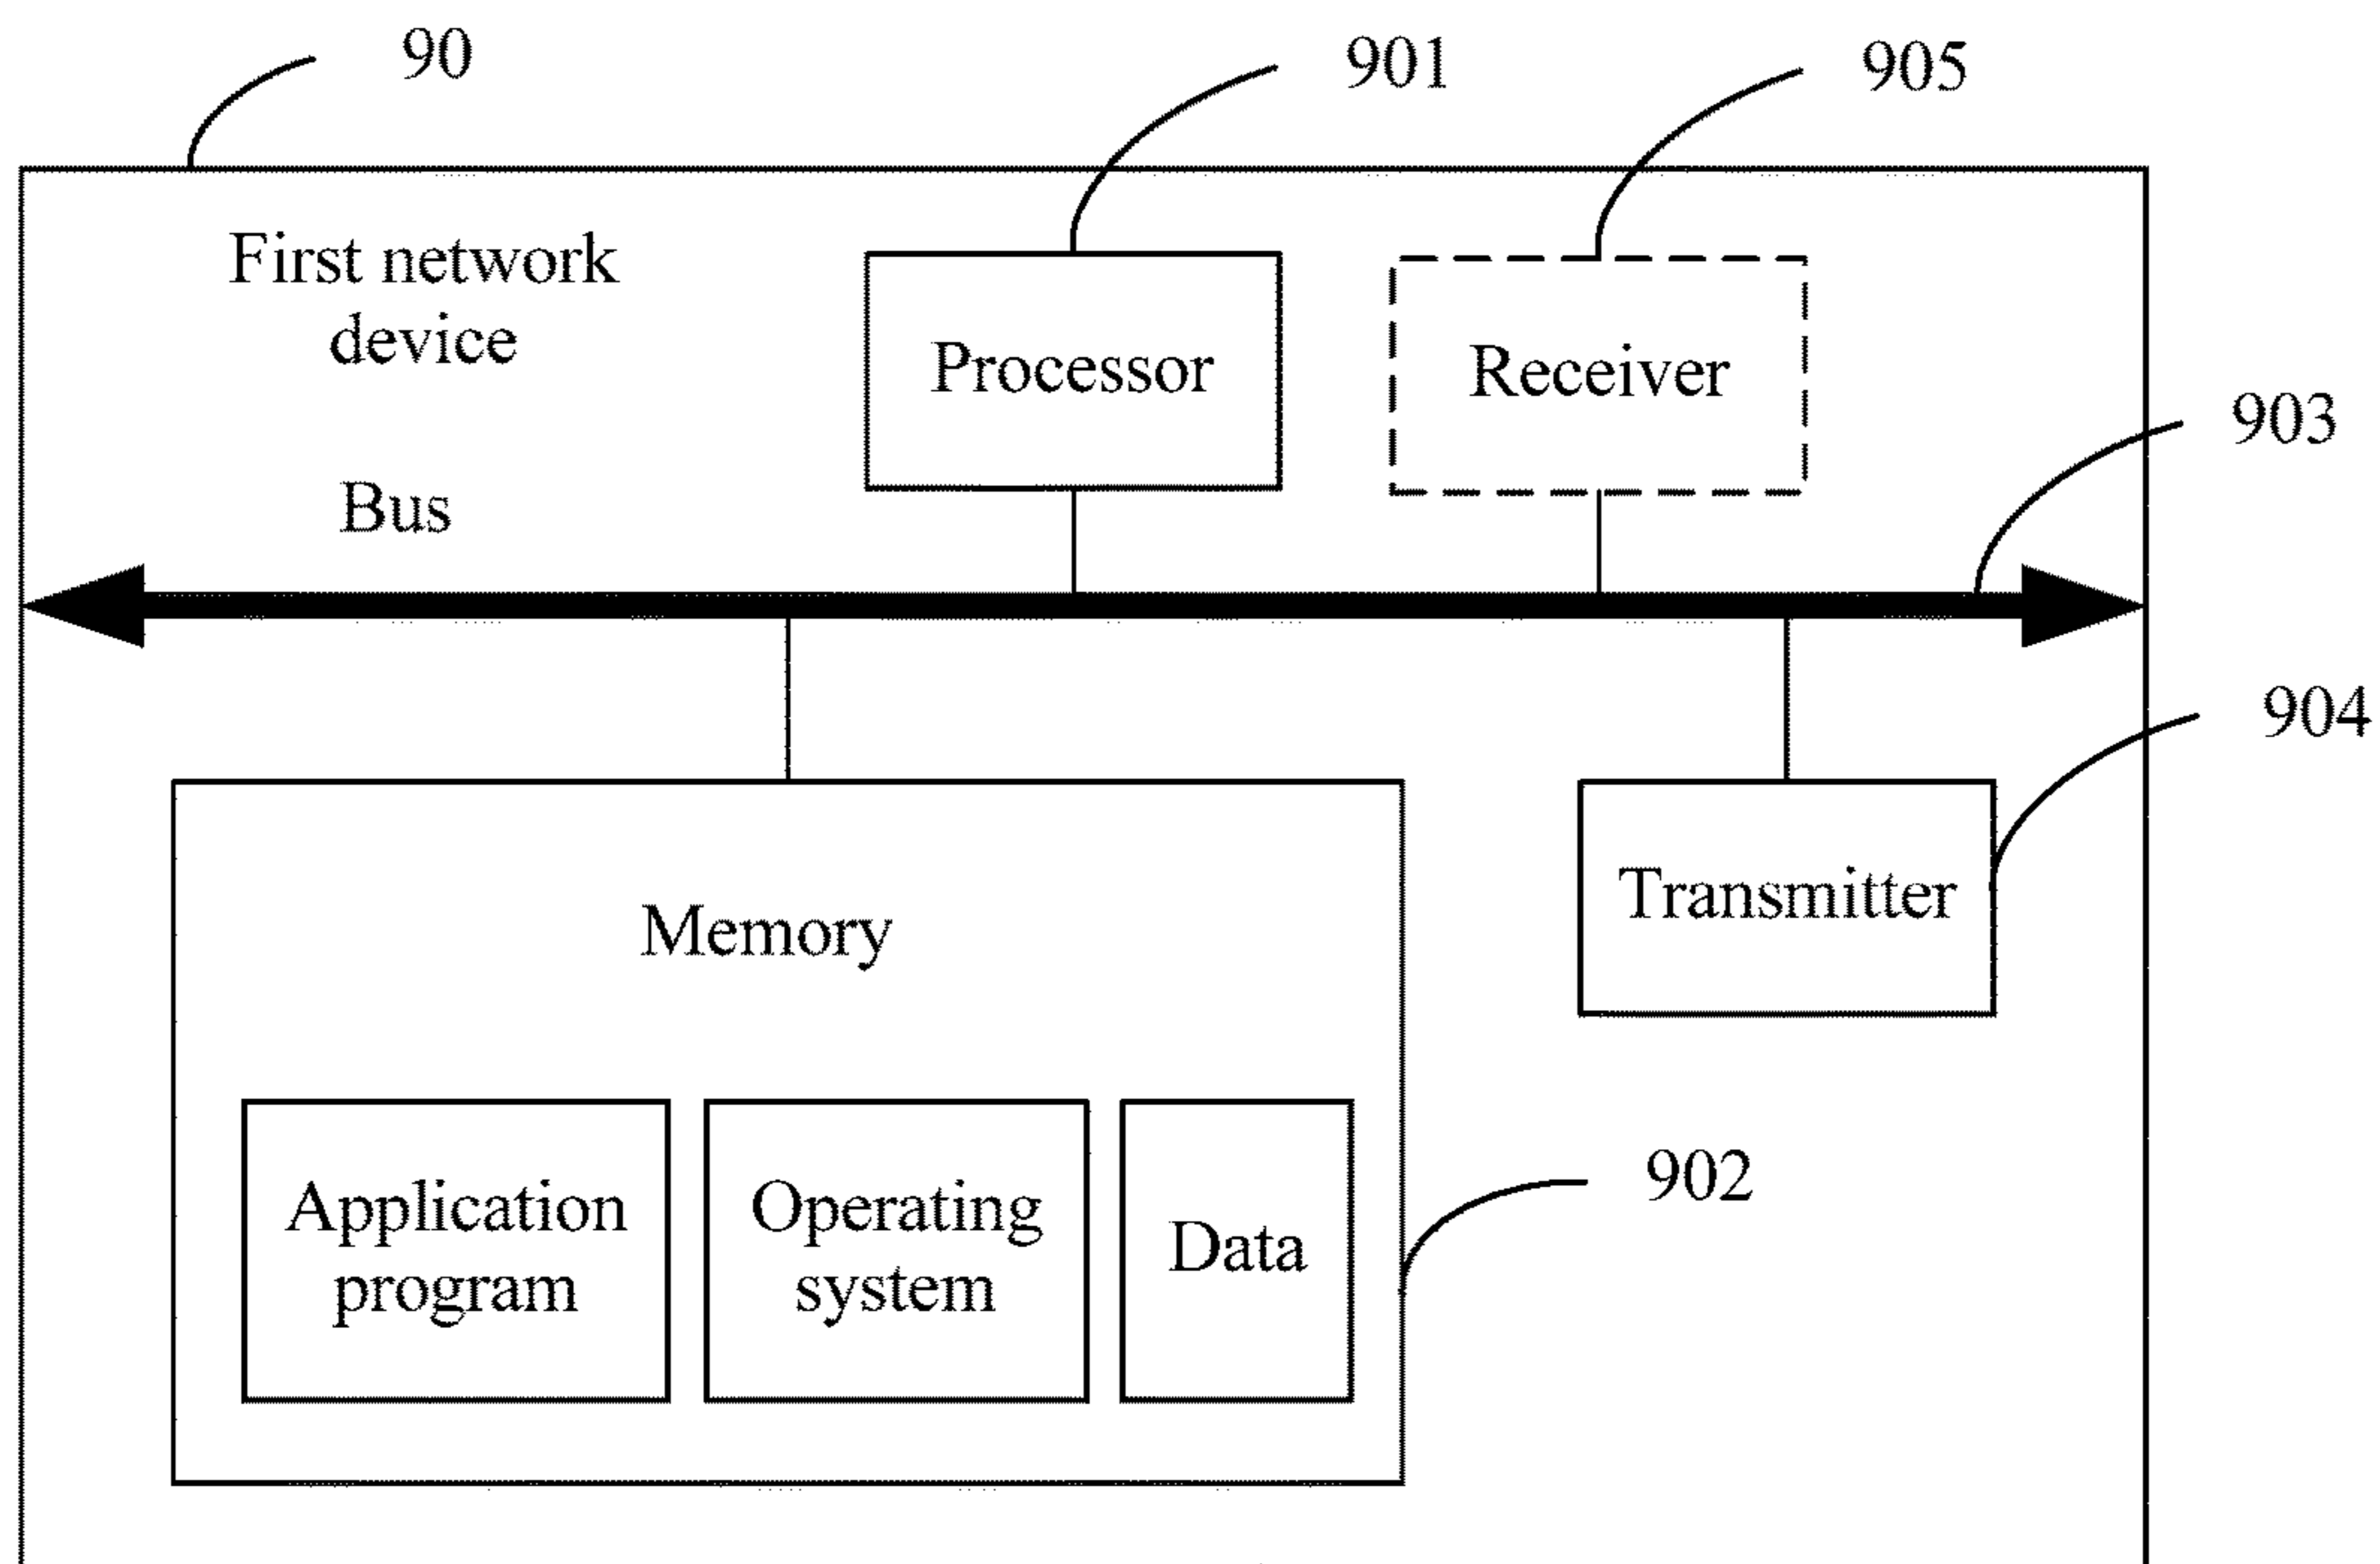 90
901
905
First network
device
Processor
Receiver
903
Bus
904
Transmitter
Memory
902
Application
program
Operating
system
Data